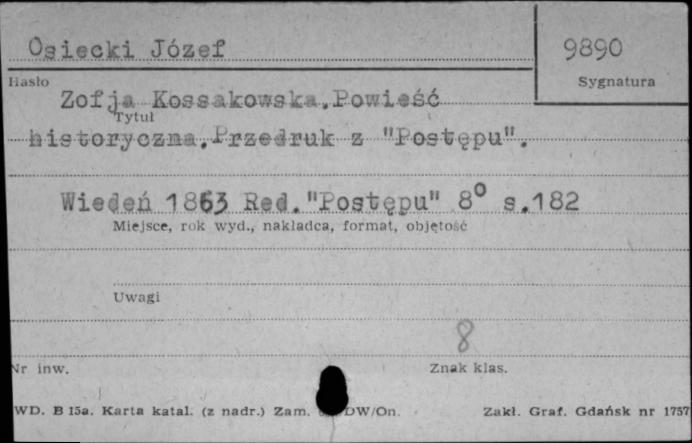 Osiecki Józef
9890
Hasło
Sygnatura
Zofja Kossakowska.Powieść
Tytuł
historyczna.Przedruk z "Postępu".
Wiedeń 1863 Red."Postępu" 8° s.182
Miejsce, rok wyd., nakładca, format, objętość
Uwagi
8
Nr inw.
Znak klas.
WD. B 15a. Karta katal. (z nadr.) Zam. DW/On.
Zakł. Graf. Gdańsk nr 1757